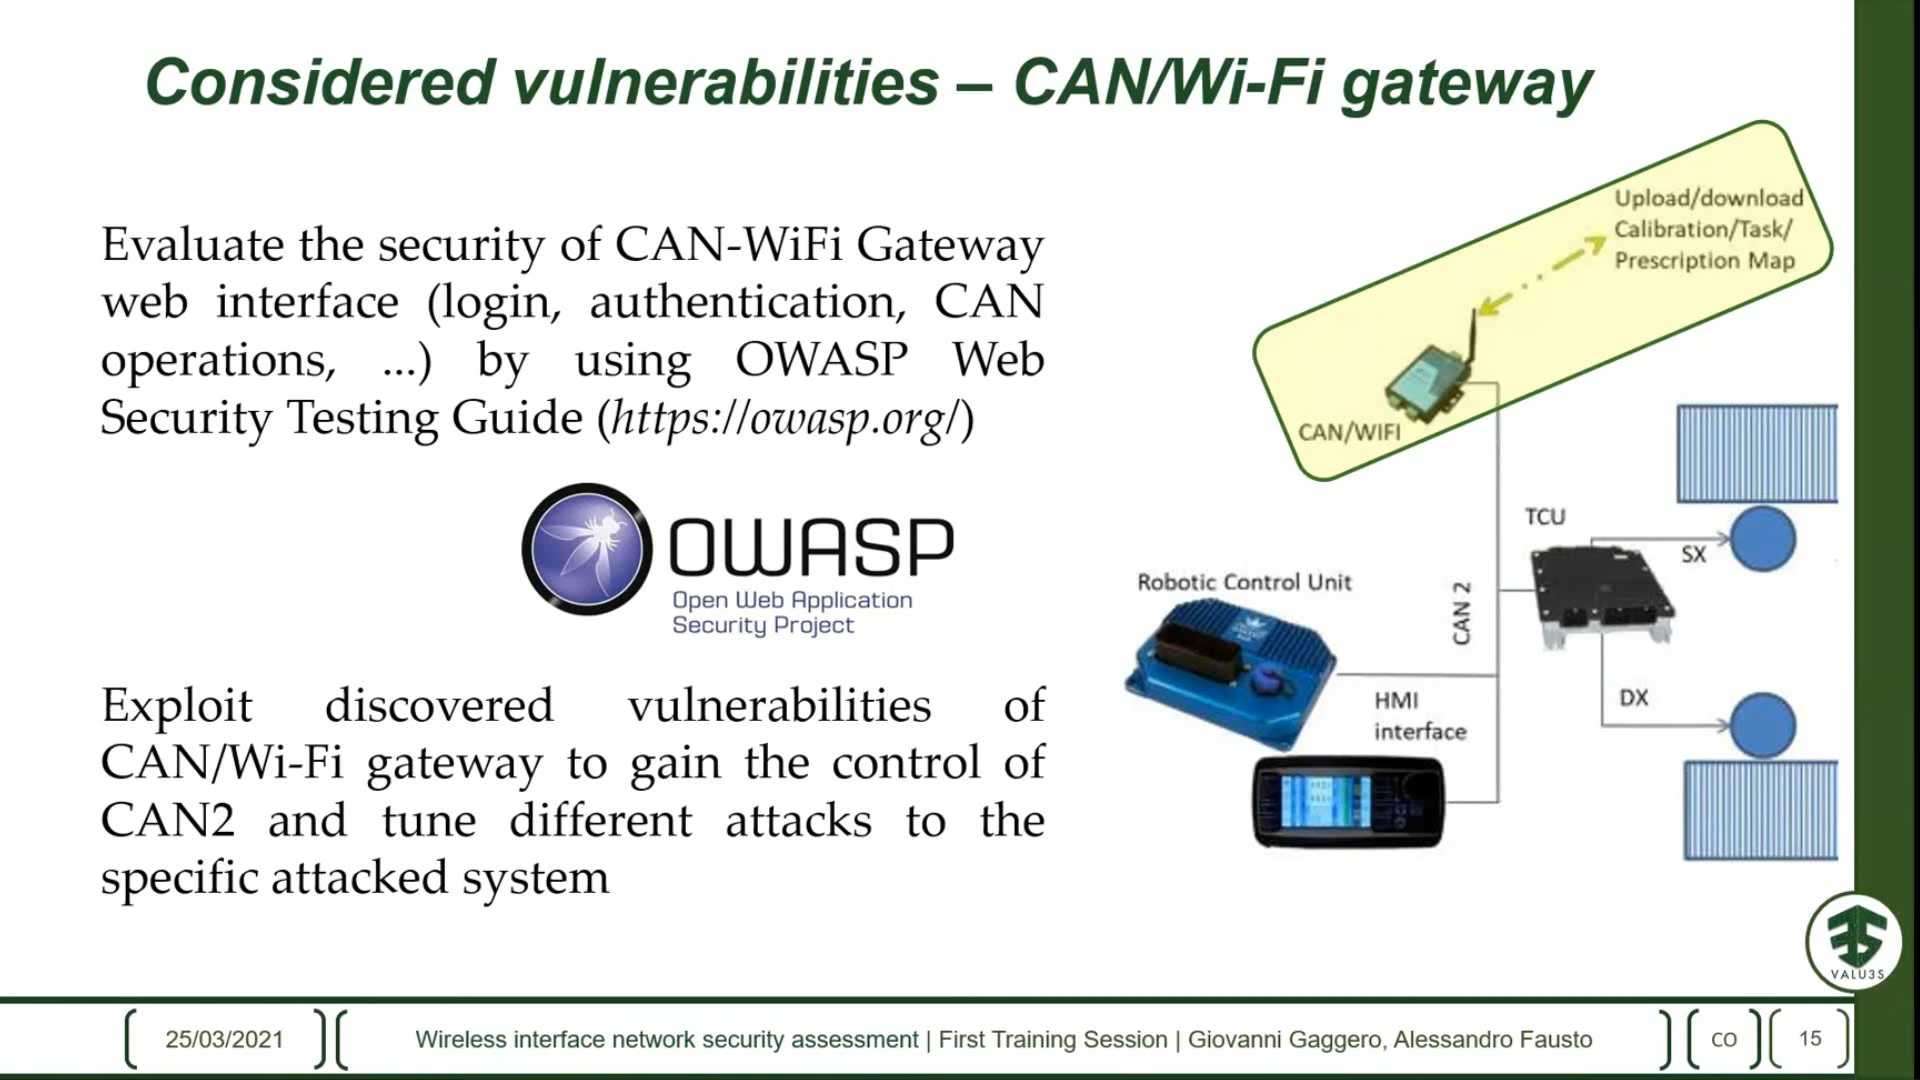 Considered vulnerabilities – CAN/Wi-Fi gateway
Evaluate the security of CAN-WiFi Gateway
web interface (login, authentication, CAN
operations, ...) by using OWASP Web
Security Testing Guide (https://owasp.org/)
OWASP
Open Web Application
Security Project
Exploit discovered vulnerabilities of
CAN/Wi-Fi gateway to gain the control of
CAN2 and tune different attacks to the
specific attacked system
Upload/download
Calibration/Task/
Prescription Map
CAN/WIFI
TCU
SX
Robotic Control Unit
CAN 2
HMI
interface
DX
VALU3S
25/03/2021
Wireless interface network security assessment | First Training Session | Giovanni Gaggero, Alessandro Fausto
CO
15